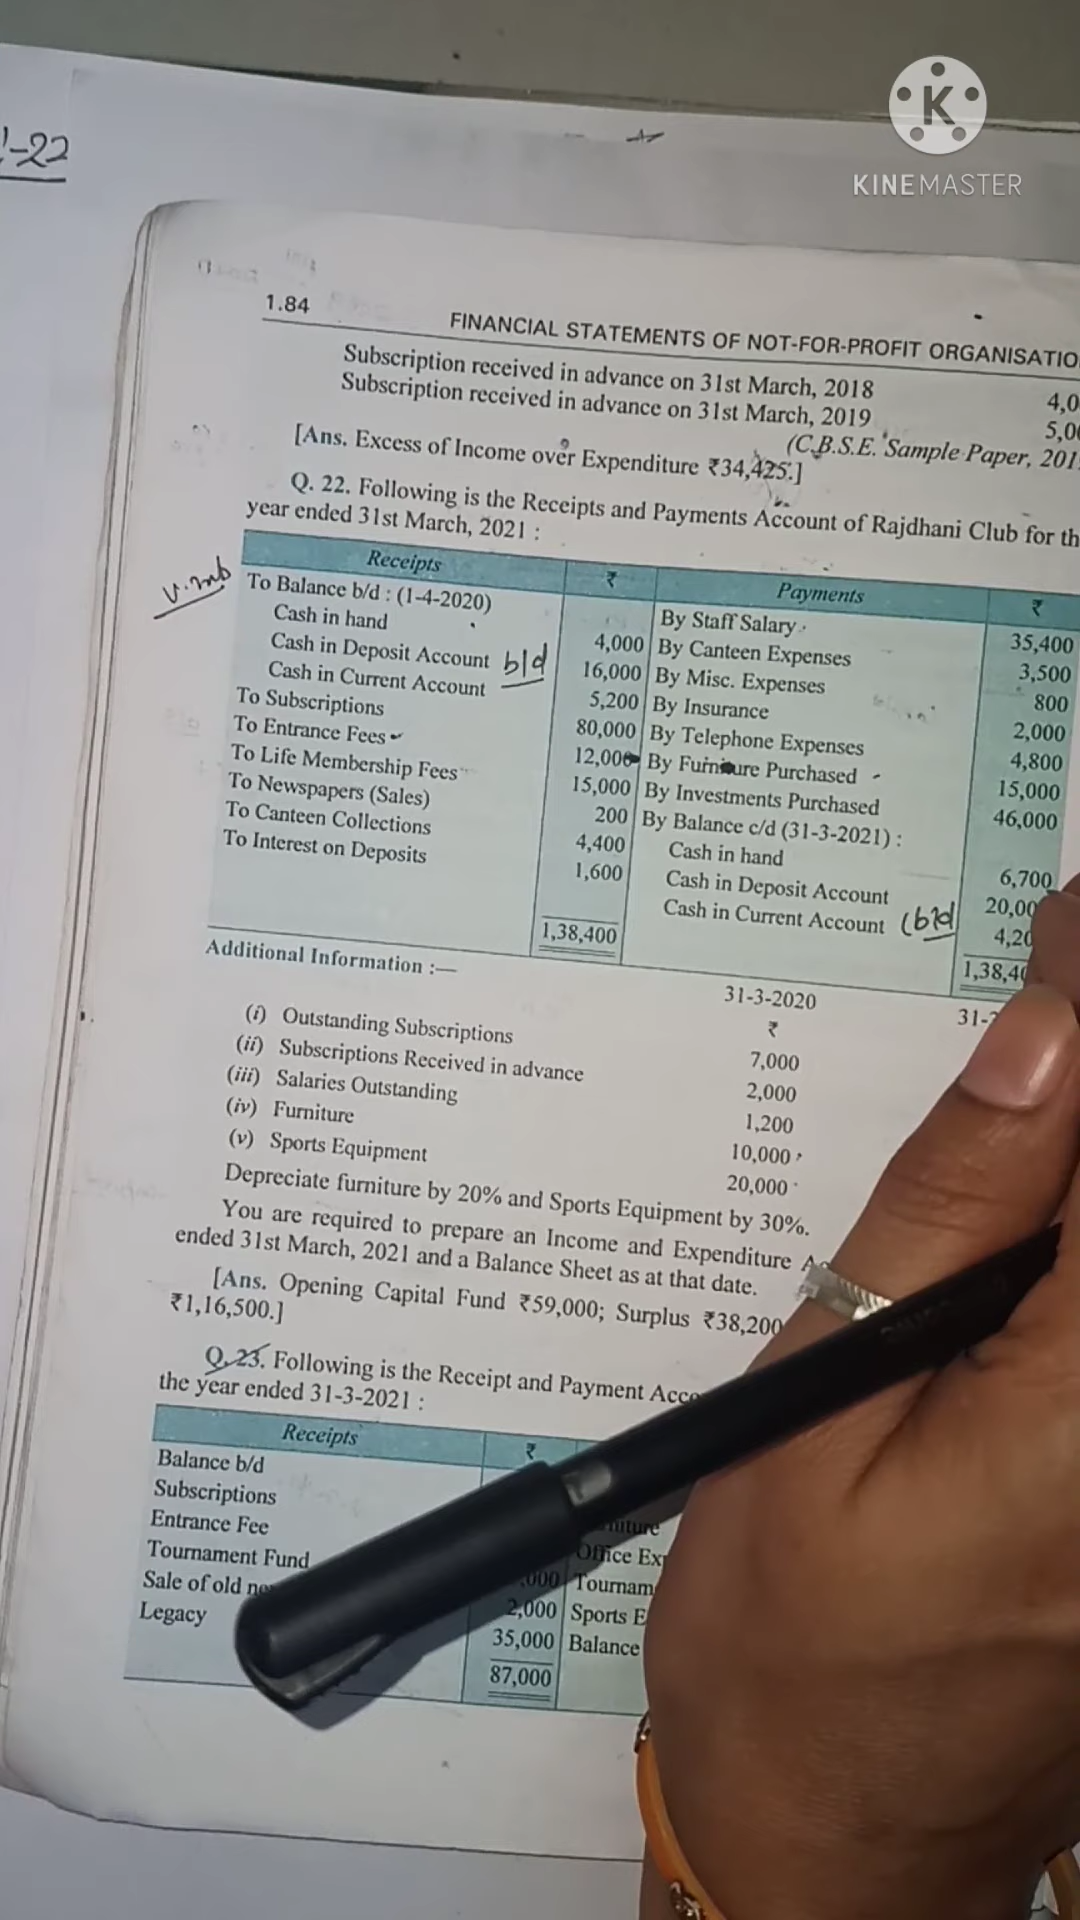 -22
KINEMASTER
1.84
FINANCIAL STATEMENTS OF NOT-FOR-PROFIT
Subscription received in advance on 31st March, 2018
Subscription received in advance on 31st March, 2019
(C.B.S.E. Sample Paper,
[Ans. Excess of Income over Expenditure ₹34,425.]
Q. 22. Following is the Receipts and Payments Account of Rajdhani Club for
year ended 31st March, 2021 :
Receipts ₹ Payments ₹
To Balance b/d : (1-4-2020) By Staff Salary 35,400
Cash in hand 4,000 By Canteen Expenses 3,500
Cash in Deposit Account b/d 16,000 By Misc. Expenses 800
Cash in Current Account 5,200 By Insurance 2,000
To Subscriptions 80,000 By Telephone Expenses 4,800
To Entrance Fees 12,000 By Furniture Purchased 15,000
To Life Membership Fees 15,000 By Investments Purchased 46,000
To Newspapers (Sales) 200 By Balance c/d (31-3-2021) :
To Canteen Collections 4,400 Cash in hand 6,700
To Interest on Deposits 1,600 Cash in Deposit Account
Cash in Current Account
1,38,400
Additional Information :—
31-3-2020
₹
(i) Outstanding Subscriptions 7,000
(ii) Subscriptions Received in advance 2,000
(iii) Salaries Outstanding 1,200
(iv) Furniture 10,000
(v) Sports Equipment 20,000
Depreciate furniture by 20% and Sports Equipment by 30%.
You are required to prepare an Income and Expenditure
ended 31st March, 2021 and a Balance Sheet as at that date.
[Ans. Opening Capital Fund ₹59,000; Surplus ₹38,200
₹1,16,500.]
Q. 23. Following is the Receipt and Payment
the year ended 31-3-2021 :
Receipts ₹
Balance b/d
Subscriptions
Entrance Fee
Tournament Fund Office
Sale of old
Legacy 2,000 Sports
35,000 Balance
87,000